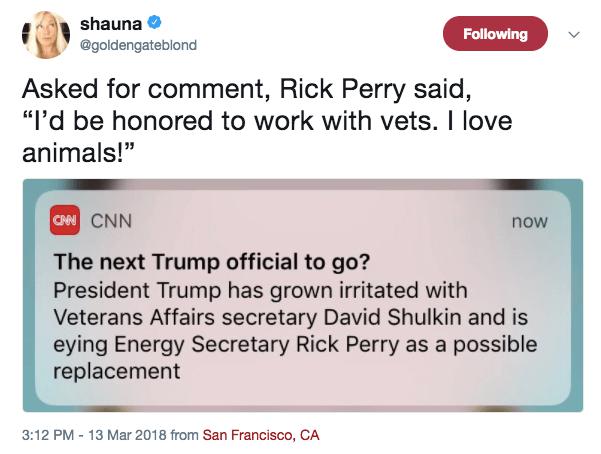 shauna
@goldengateblond
Following
Asked for comment, Rick Perry said,
“I’d be honored to work with vets. I love
animals!”
CNN CNN now
The next Trump official to go?
President Trump has grown irritated with
Veterans Affairs secretary David Shulkin and is
eying Energy Secretary Rick Perry as a possible
replacement
3:12 PM - 13 Mar 2018 from San Francisco, CA